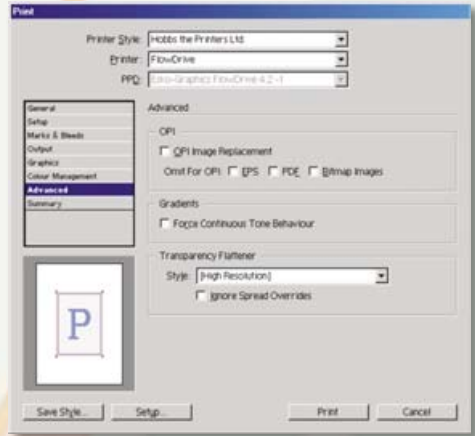 Print
Printer Style: Hobbs the Printers Ltd
Printer: FlowDrive
PPD:
General
Setup
Marks & Bleeds
Output
Graphics
Colour Management
Advanced
Summary
Advanced
OPI
OPI Image Replacement
Omit For OPI: EPS PDF Bitmap Images
Gradients
Force Continuous Tone Behaviour
Transparency Flattener
Style: [High Resolution]
Ignore Spread Overrides
P
Save Style... Setup... Print Cancel